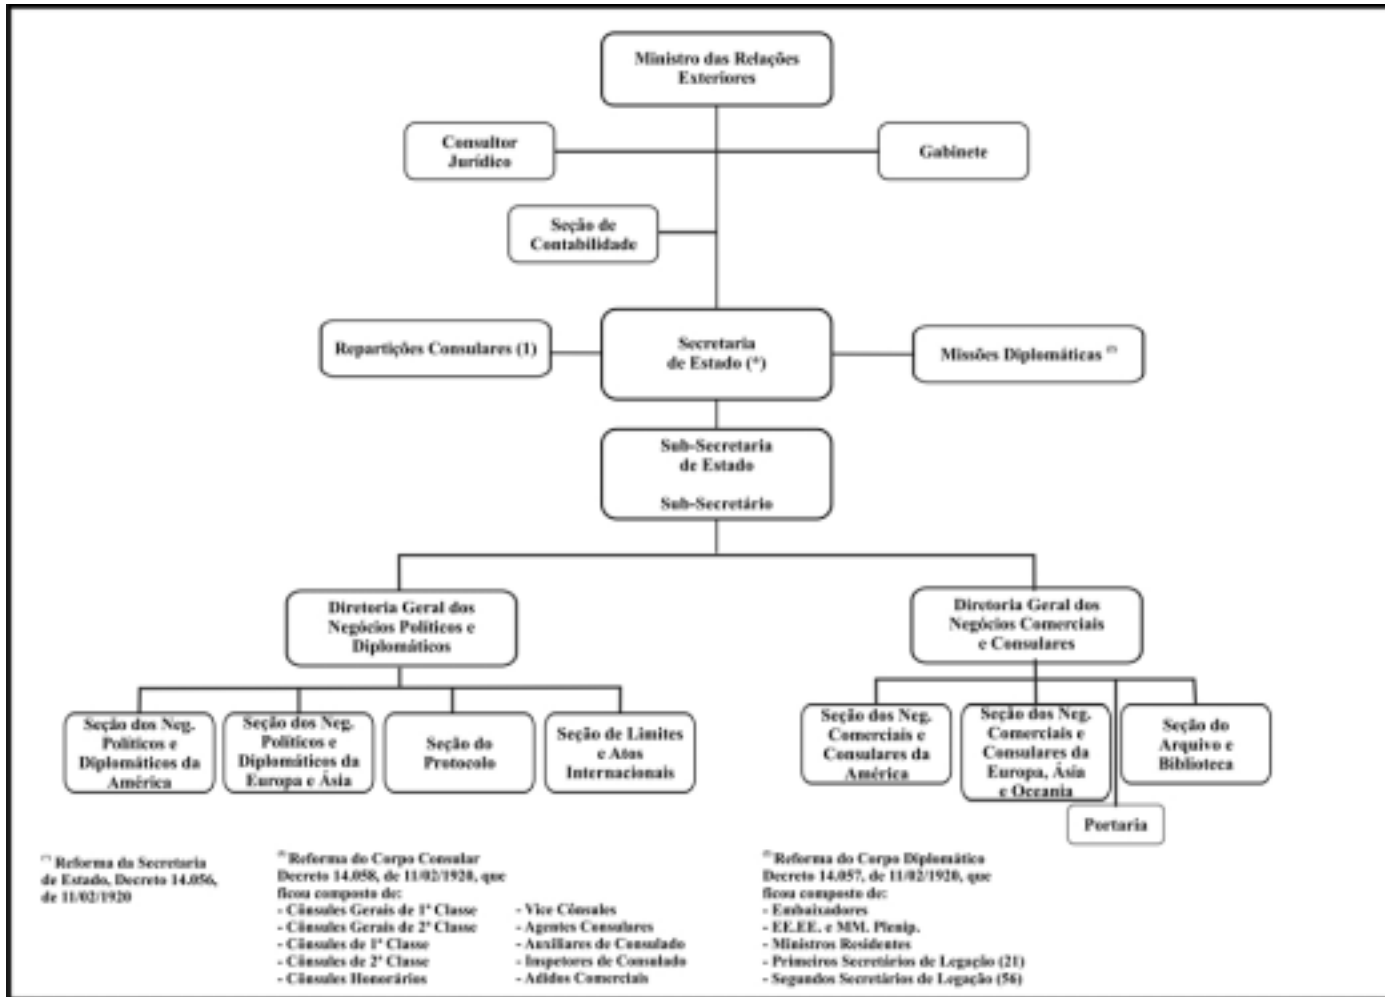 Ministro das Relações
Exteriores
Consultor
Jurídico
Gabinete
Seção de
Contabilidade
Repartições Consulares (1)
Secretaria
de Estado (*)
Missões Diplomáticas
Sub-Secretaria
de Estado
Sub-Secretário
Diretoria Geral dos
Negócios Políticos e
Diplomáticos
Diretoria Geral dos
Negócios Comerciais
e Consulares
Seção dos Neg.
Políticos e
Diplomáticos da
América
Seção dos Neg.
Políticos e
Diplomáticos da
Europa e Ásia
Seção do
Protocolo
Seção de Limites
e Atos
Internacionais
Seção dos Neg.
Comerciais e
Consulares da
América
Seção dos Neg.
Comerciais e
Consulares da
Europa, Ásia
e Oceania
Seção do
Arquivo e
Biblioteca
Portaria
Reforma da Secretaria
de Estado, Decreto 14.056,
de 11/02/1920
Reforma do Corpo Consular
Decreto 14.058, de 11/02/1920, que
ficou composto de:
- Cônsules Gerais de 1ª Classe
- Cônsules Gerais de 2ª Classe
- Cônsules de 1ª Classe
- Cônsules de 2ª Classe
- Cônsules Honorários
- Vice Cônsules
- Agentes Consulares
- Auxiliares de Consulado
- Inspetores de Consulado
- Adidos Comerciais
Reforma do Corpo Diplomático
Decreto 14.057, de 11/02/1920, que
ficou composto de:
- Embaixadores
- EE.EE. e MM. Plenip.
- Ministros Residentes
- Primeiros Secretários de Legação (21)
- Segundos Secretários de Legação (56)